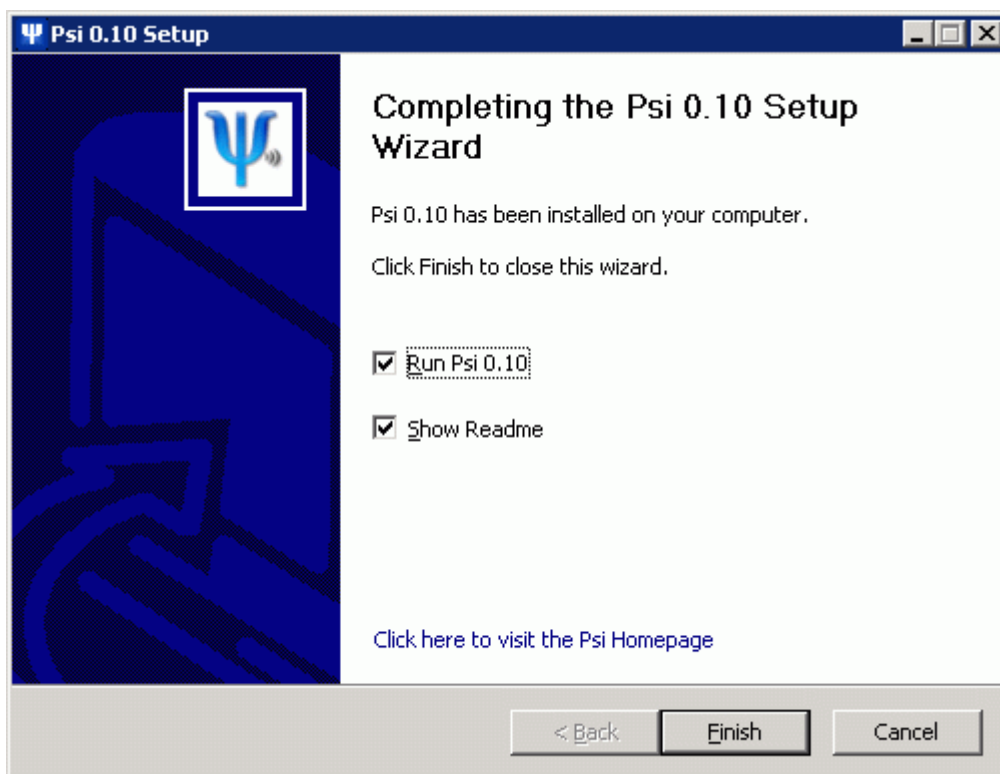 Psi 0.10 Setup
Completing the Psi 0.10 Setup
Wizard
Psi 0.10 has been installed on your computer.
Click Finish to close this wizard.
Run Psi 0.10
Show Readme
Click here to visit the Psi Homepage
< Back
Finish
Cancel